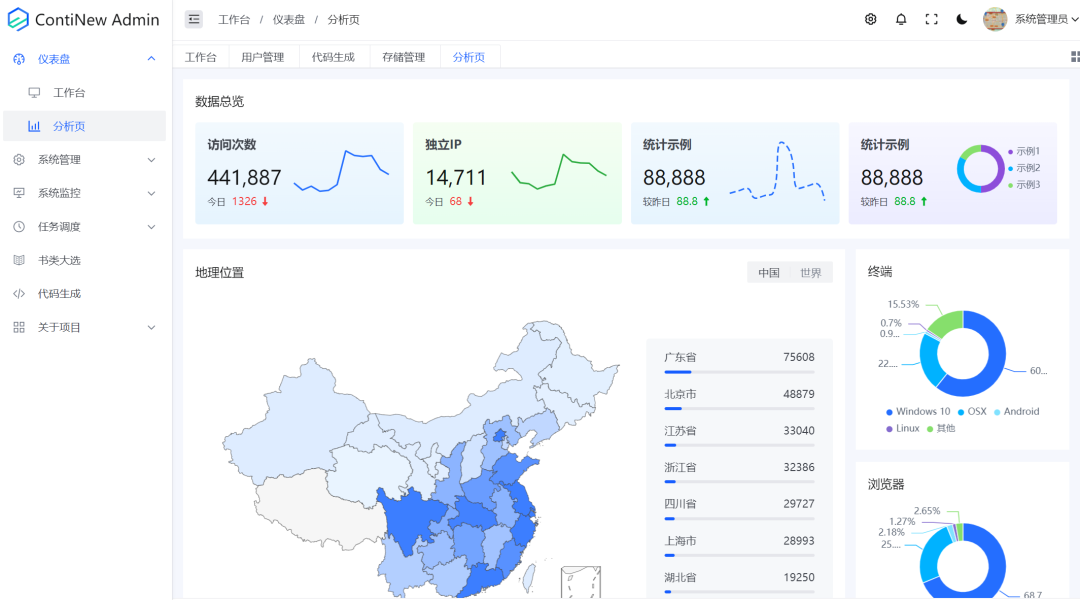 ContiNew Admin
工作台 / 仪表盘 / 分析页
系统管理员
仪表盘
工作台
分析页
系统管理
系统监控
任务调度
书类大选
代码生成
关于项目
工作台 用户管理 代码生成 存储管理 分析页
数据总览
访问次数
441,887
今日 1326
独立IP
14,711
今日 68
统计示例
88,888
较昨日 88.8
统计示例
88,888
较昨日 88.8
示例1
示例2
示例3
地理位置
中国 世界
广东省 75608
北京市 48879
江苏省 33040
浙江省 32386
四川省 29727
上海市 28993
湖北省 19250
终端
15.53%
0.7%
0.9...
22....
60...
Windows 10 OSX Android
Linux 其他
浏览器
2.65%
1.27%
2.18%
25....
68.7